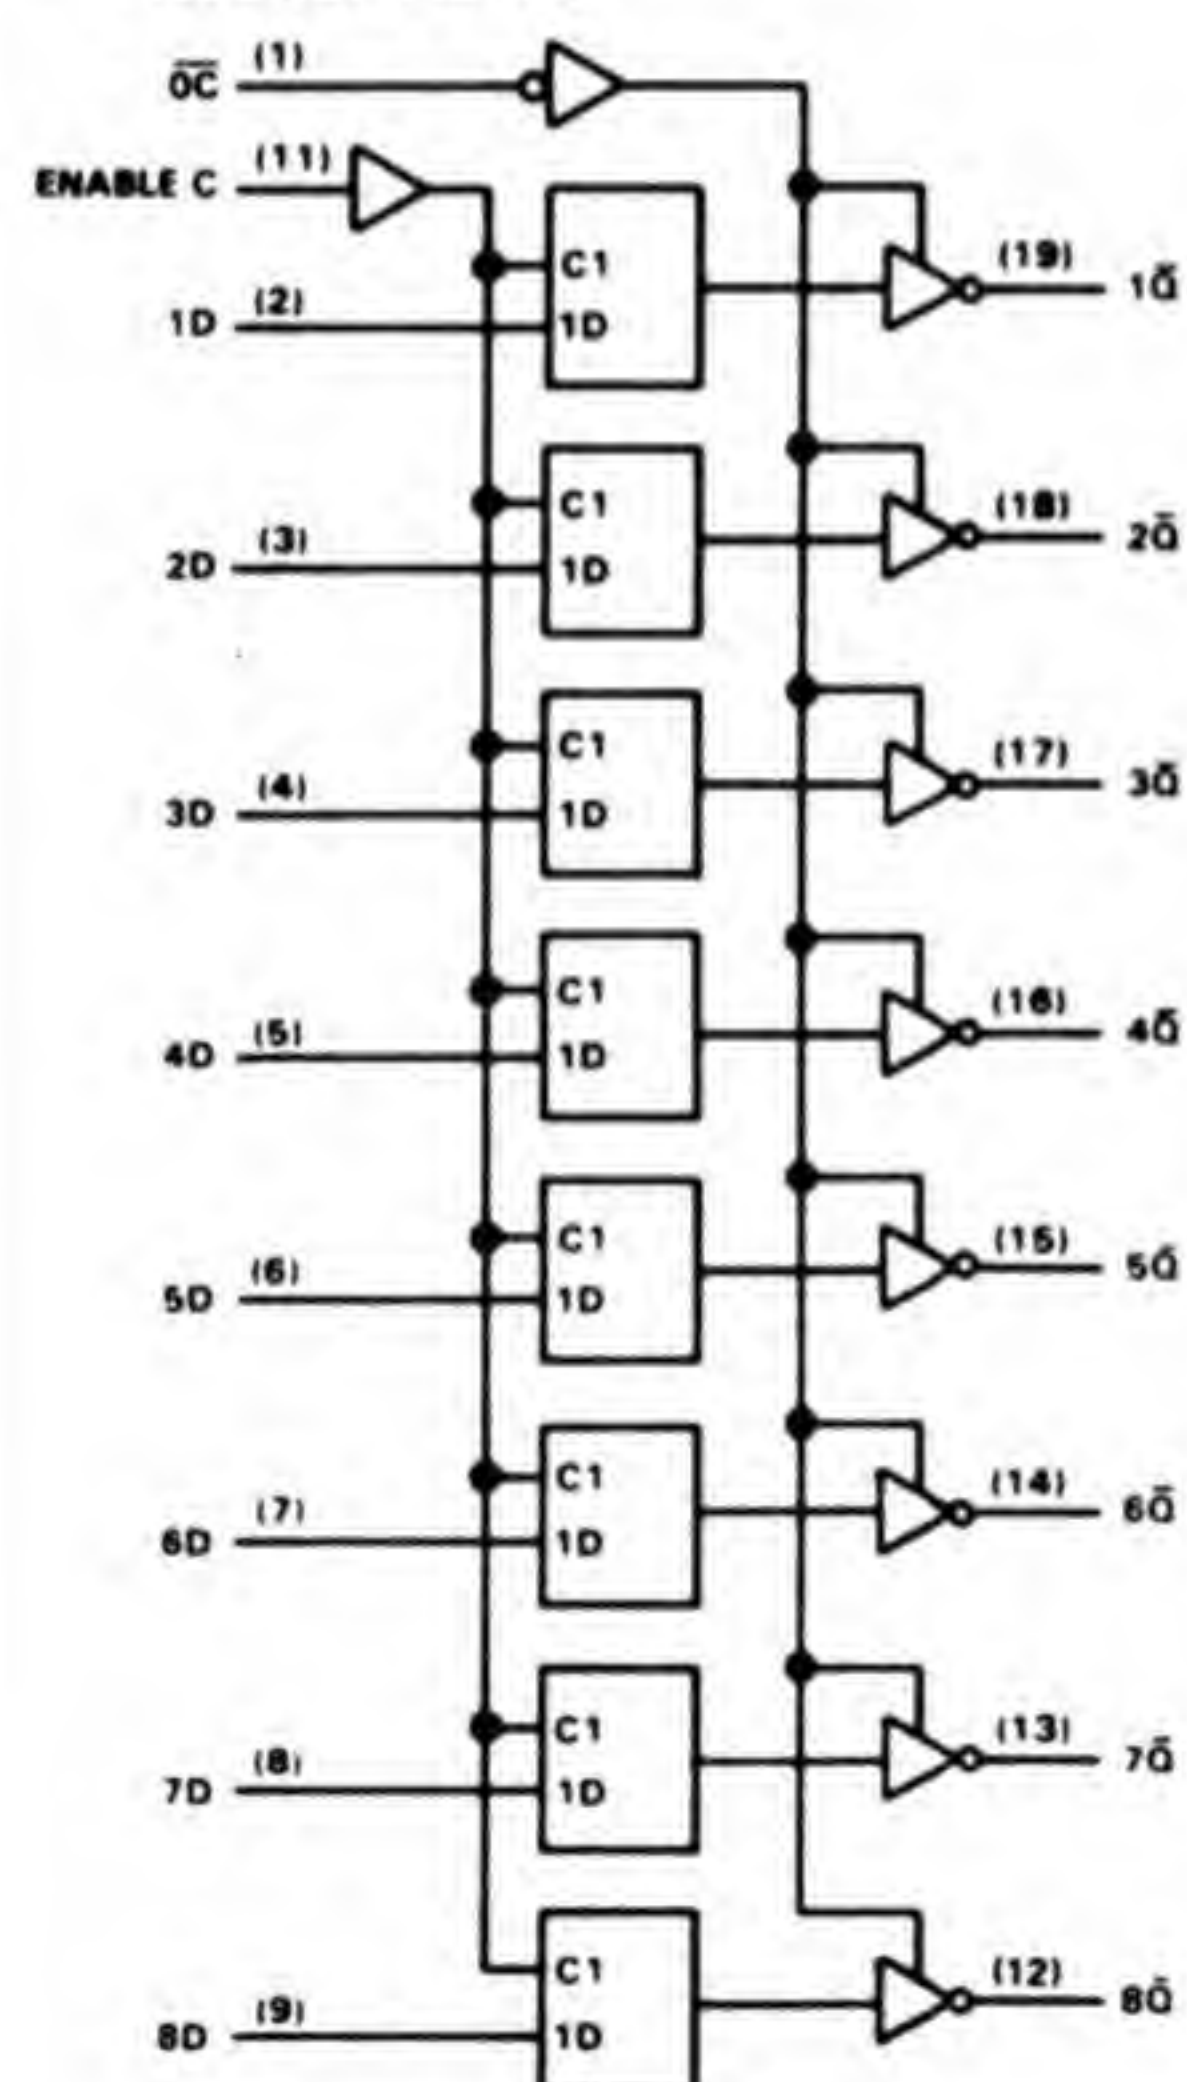 O̅C̅ (1)
ENABLE C (11)
C1 (19) 1Q̅
1D (2) 1D
C1 (18) 2Q̅
2D (3) 1D
C1 (17) 3Q̅
3D (4) 1D
C1 (16) 4Q̅
4D (5) 1D
C1 (15) 5Q̅
5D (6) 1D
C1 (14) 6Q̅
6D (7) 1D
C1 (13) 7Q̅
7D (8) 1D
C1 (12) 8Q̅
8D (9) 1D